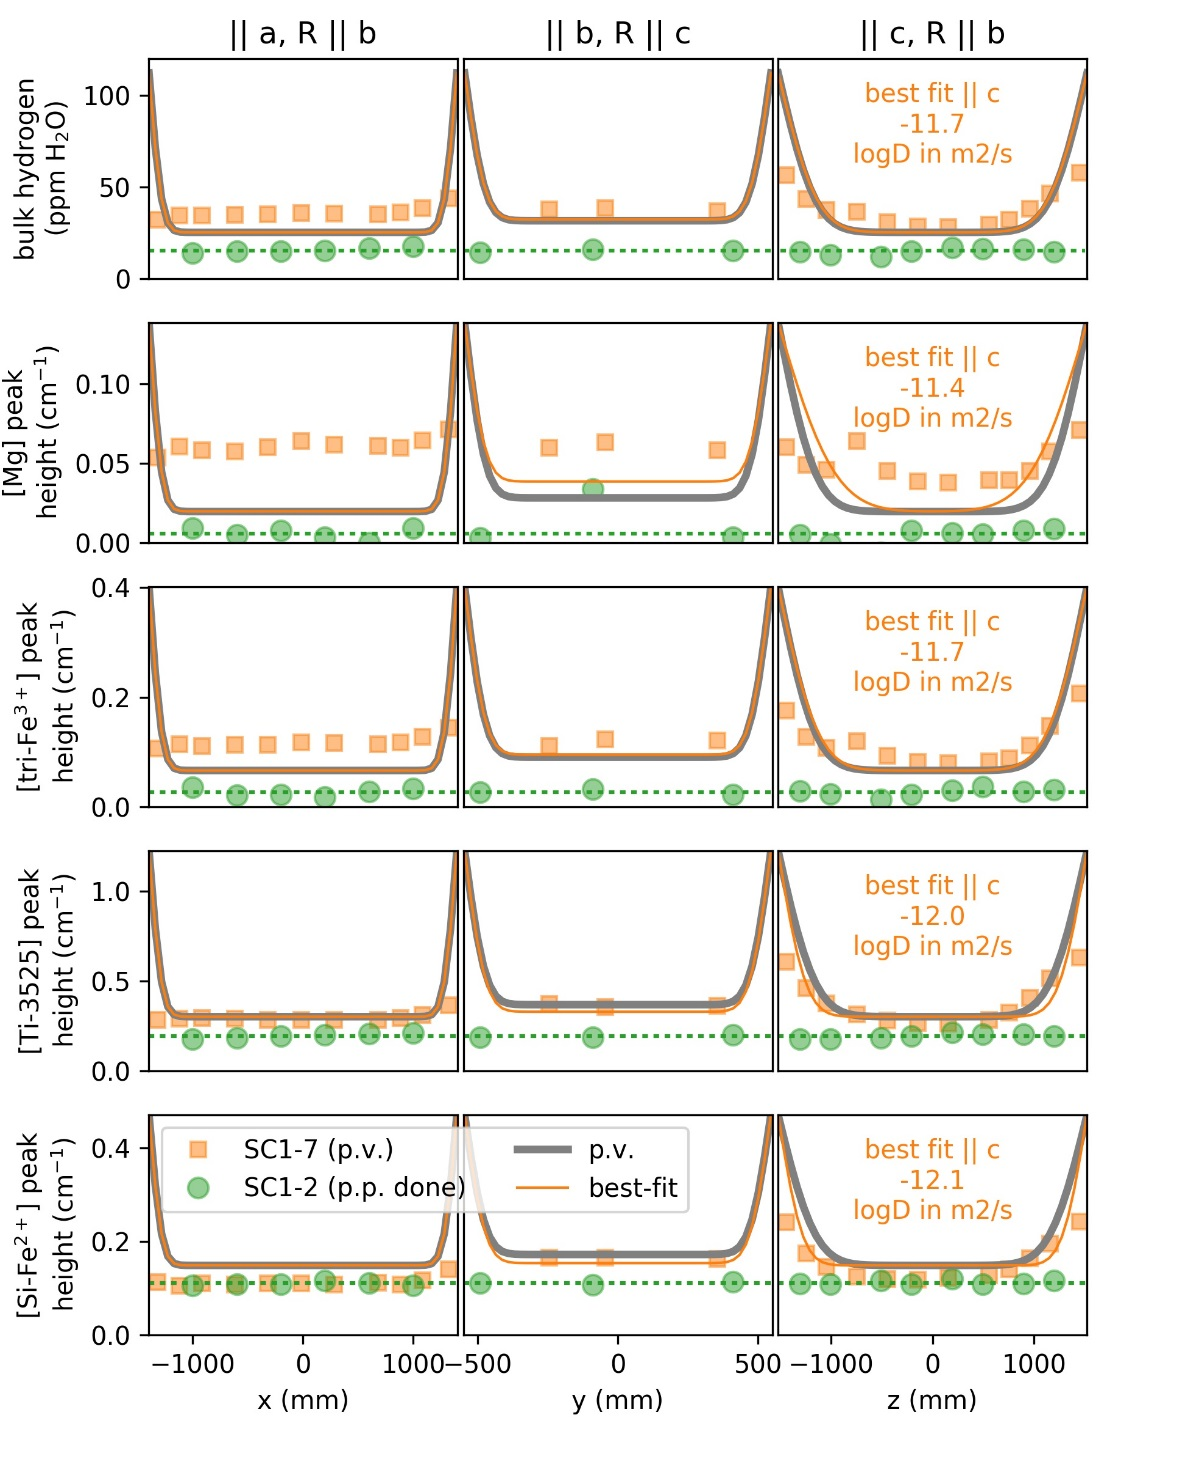 || a, R || b
|| b, R || c
|| c, R || b
bulk hydrogen
(ppm H₂O)
100
50
0
best fit || c
-11.7
logD in m2/s
[Mg] peak
height (cm⁻¹)
0.10
0.05
0.00
best fit || c
-11.4
logD in m2/s
[tri-Fe³⁺] peak
height (cm⁻¹)
0.4
0.2
0.0
best fit || c
-11.7
logD in m2/s
[Ti-3525] peak
height (cm⁻¹)
1.0
0.5
0.0
best fit || c
-12.0
logD in m2/s
[Si-Fe²⁺] peak
height (cm⁻¹)
0.4
0.2
0.0
SC1-7 (p.v.)
SC1-2 (p.p. done)
p.v.
best-fit
best fit || c
-12.1
logD in m2/s
−1000 0 1000
−500 0 500
−1000 0 1000
x (mm)
y (mm)
z (mm)